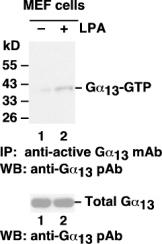 MEF cells
− + LPA
kD
55
43 Gα13-GTP
34
26
1 2
IP: anti-active Gα13 mAb
WB: anti-Gα13 pAb
Total Gα13
1 2
WB: anti-Gα13 pAb